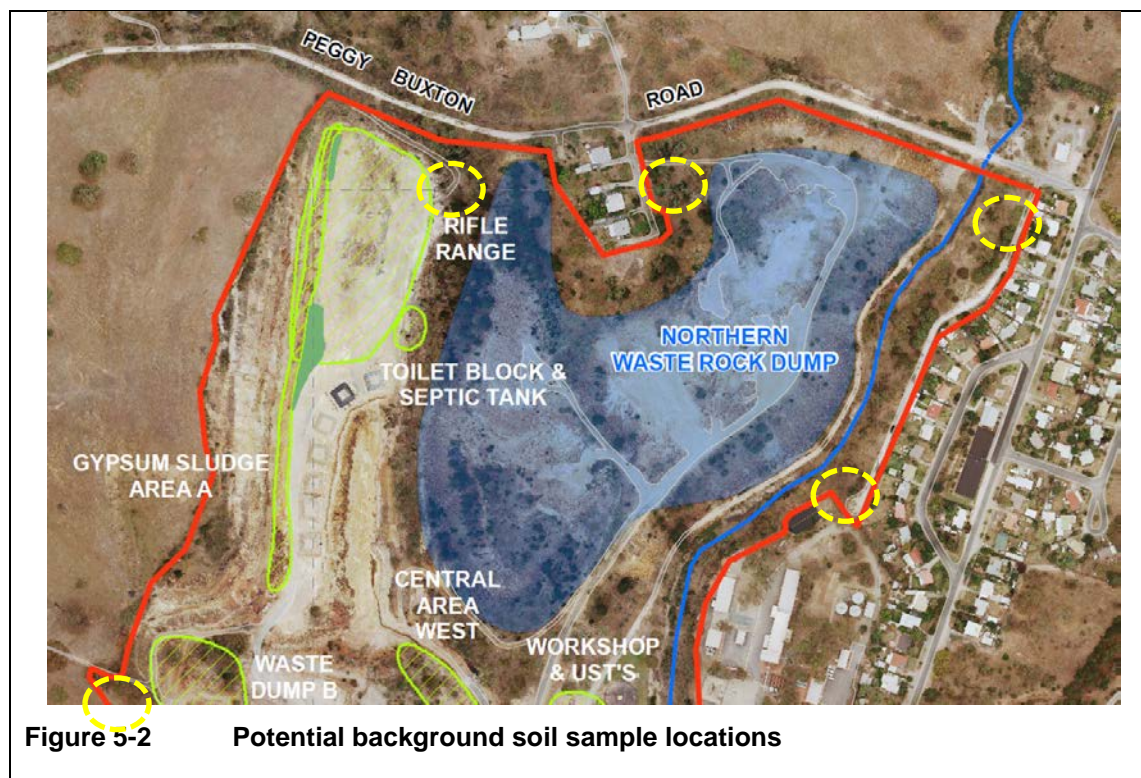 PEGGY BUXTON ROAD
RIFLE
RANGE
NORTHERN
WASTE ROCK DUMP
TOILET BLOCK &
SEPTIC TANK
GYPSUM SLUDGE
AREA A
CENTRAL
AREA
WEST
WORKSHOP
& UST'S
WASTE
DUMP B
Figure 5-2 Potential background soil sample locations